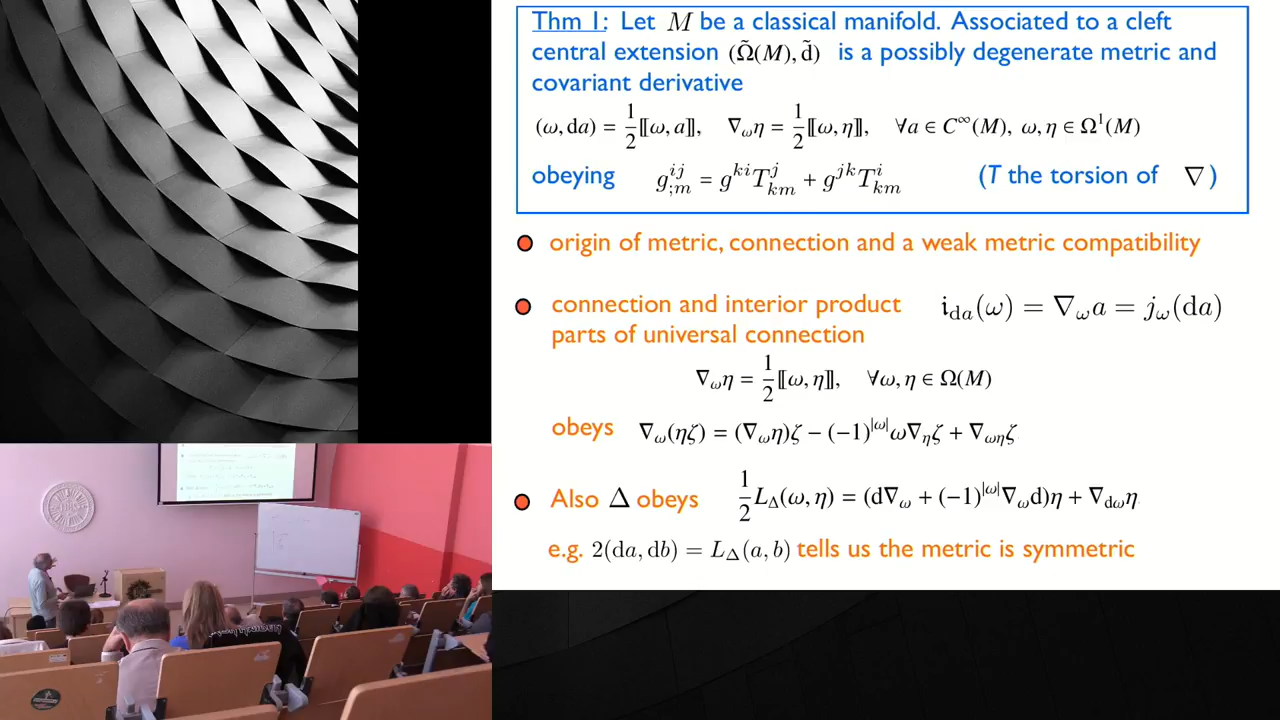 Thm 1: Let M be a classical manifold. Associated to a cleft
central extension (Ω̃(M), d̃) is a possibly degenerate metric and
covariant derivative
(ω, da) = 1/2 ⟦ω, a⟧, ∇_ω η = 1/2 ⟦ω, η⟧, ∀a ∈ C^∞(M), ω, η ∈ Ω^1(M)
obeying g^{ij}_{;m} = g^{ki} T^j_{km} + g^{jk} T^i_{km} (T the torsion of ∇)
origin of metric, connection and a weak metric compatibility
connection and interior product i_{da}(ω) = ∇_ω a = j_ω(da)
parts of universal connection
∇_ω η = 1/2 ⟦ω, η⟧, ∀ω, η ∈ Ω(M)
obeys ∇_ω(ηζ) = (∇_ω η)ζ − (−1)^{|ω|} ω∇_η ζ + ∇_{ωη} ζ
Also Δ obeys 1/2 L_Δ(ω, η) = (d∇_ω + (−1)^{|ω|} ∇_ω d)η + ∇_{dω} η
e.g. 2(da, db) = L_Δ(a, b) tells us the metric is symmetric